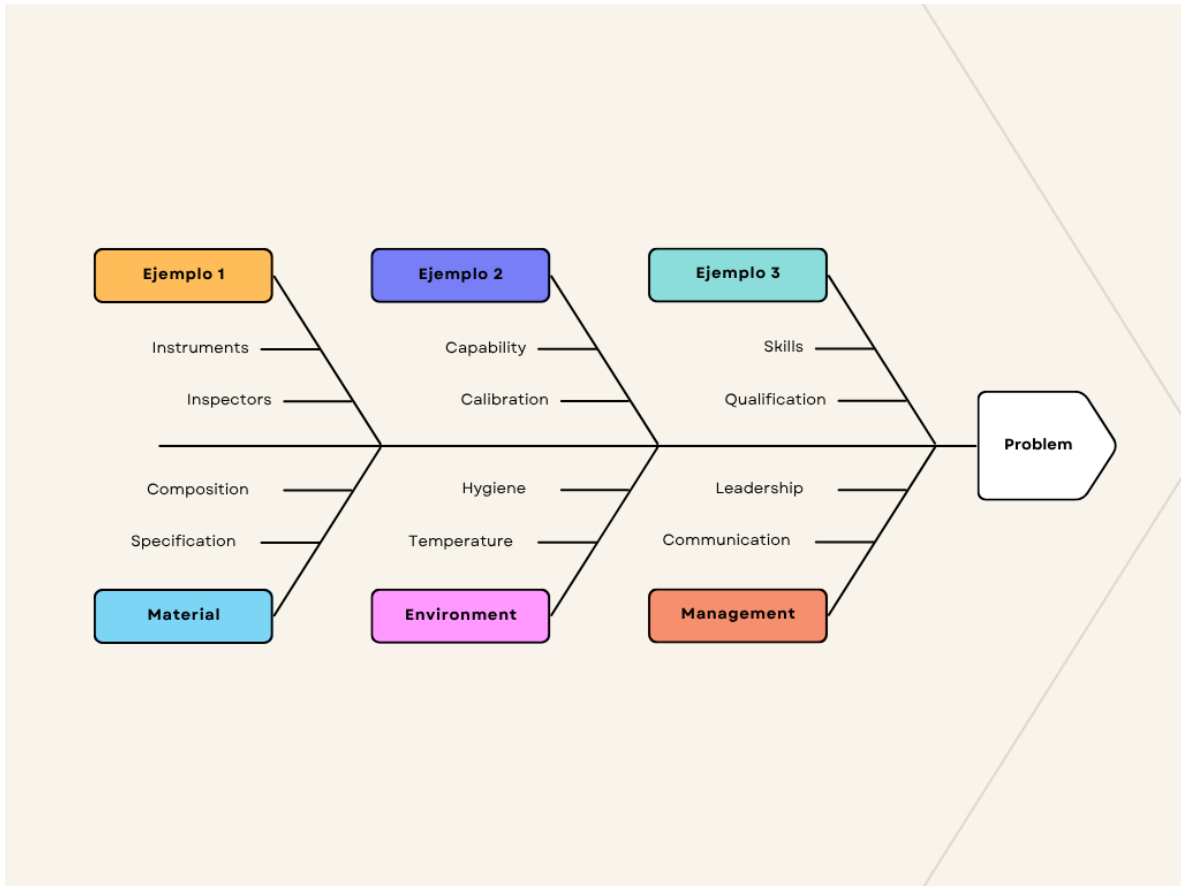 Ejemplo 1
Ejemplo 2
Ejemplo 3
Instruments
Capability
Skills
Inspectors
Calibration
Qualification
Problem
Composition
Hygiene
Leadership
Specification
Temperature
Communication
Material
Environment
Management